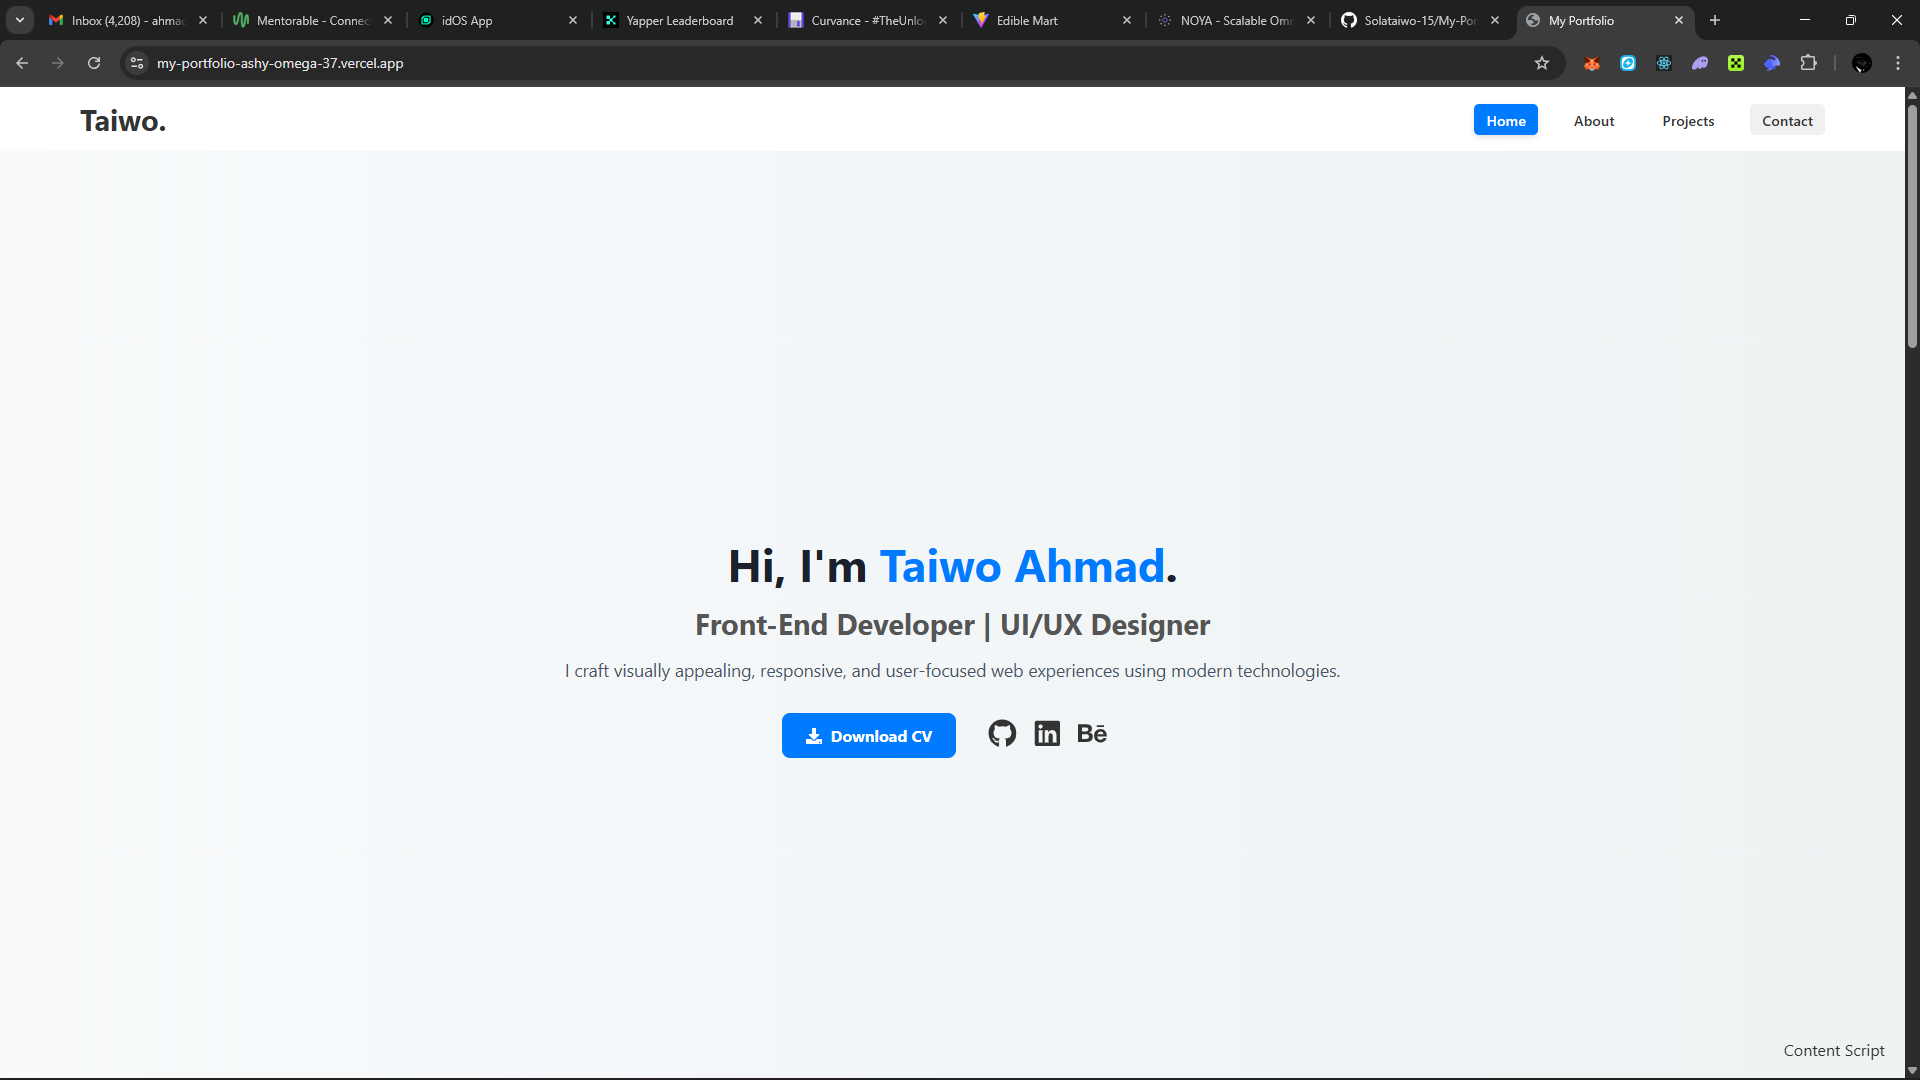 Inbox (4,208) - ahmad
Mentorable - Connec
idOS App
Yapper Leaderboard
Curvance - #TheUnlo
Edible Mart
NOYA - Scalable Omn
Solataiwo-15/My-Por
My Portfolio
my-portfolio-ashy-omega-37.vercel.app
Taiwo.
Home
About
Projects
Contact
Hi, I'm Taiwo Ahmad.
Front-End Developer | UI/UX Designer
I craft visually appealing, responsive, and user-focused web experiences using modern technologies.
Download CV
in
Bē
Content Script